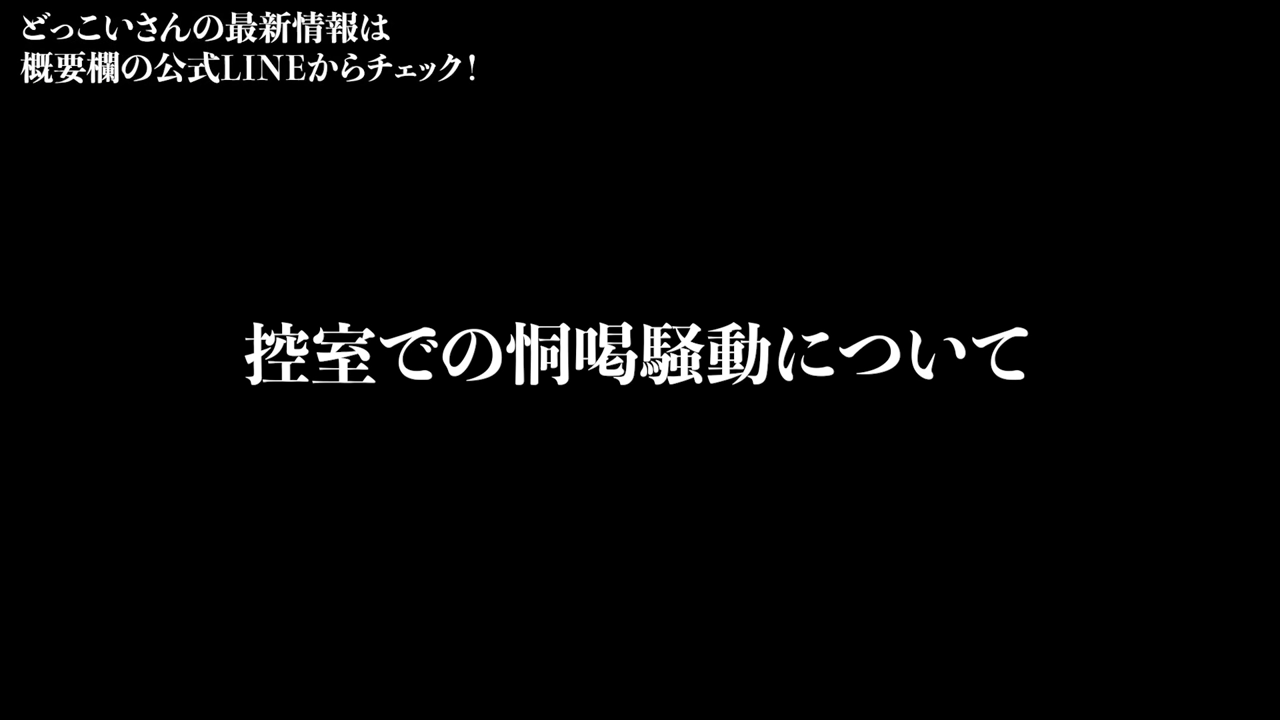 どっこいさんの最新情報は
概要欄の公式LINEからチェック!
控室での恫喝騒動について